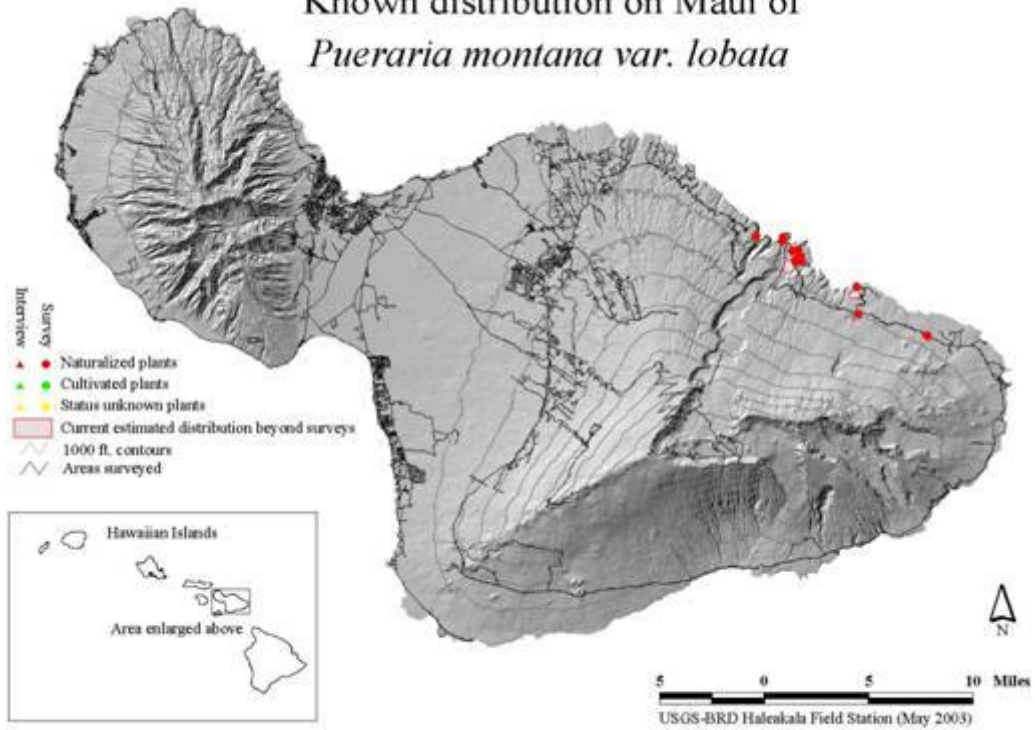 Known distribution on Maui of
Pueraria montana var. lobata
Survey
Interview
Naturalized plants
Cultivated plants
Status unknown plants
Current estimated distribution beyond surveys
1000 ft. contours
Areas surveyed
Hawaiian Islands
Area enlarged above
N
5 0 5 10 Miles
USGS-BRD Haleakala Field Station (May 2003)